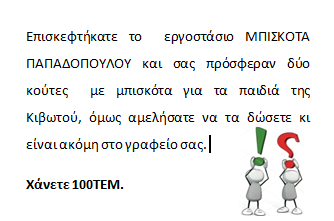 Επισκεφτήκατε το εργοστάσιο ΜΠΙΣΚΟΤΑ
ΠΑΠΑΔΟΠΟΥΛΟΥ και σας πρόσφεραν δύο
κούτες με μπισκότα για τα παιδιά της
Κιβωτού, όμως αμελήσατε να τα δώσετε κι
είναι ακόμη στο γραφείο σας.
Χάνετε 100ΤΕΜ.